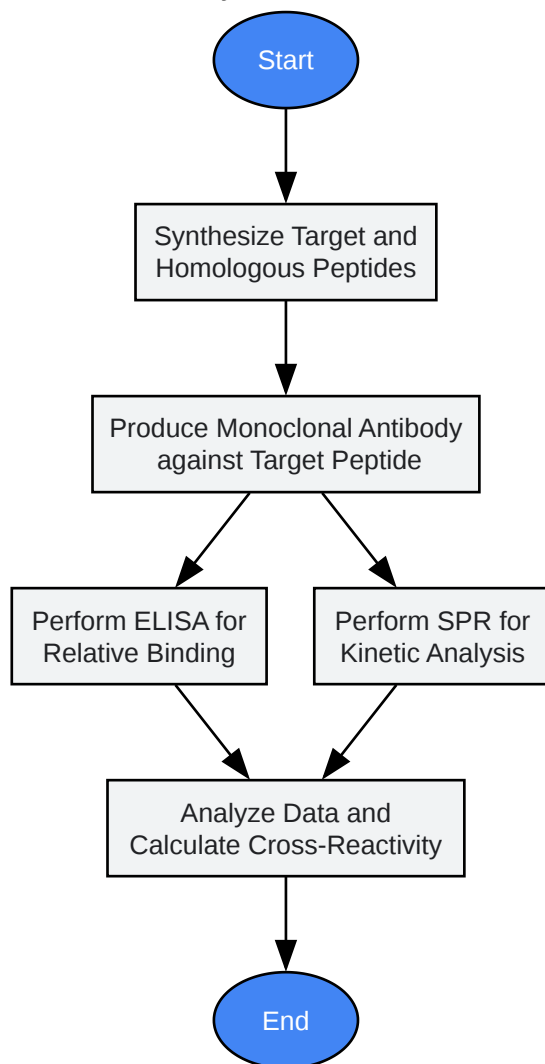 Start
Synthesize Target and
Homologous Peptides
Produce Monoclonal Antibody
against Target Peptide
Perform ELISA for
Relative Binding
Perform SPR for
Kinetic Analysis
Analyze Data and
Calculate Cross-Reactivity
End